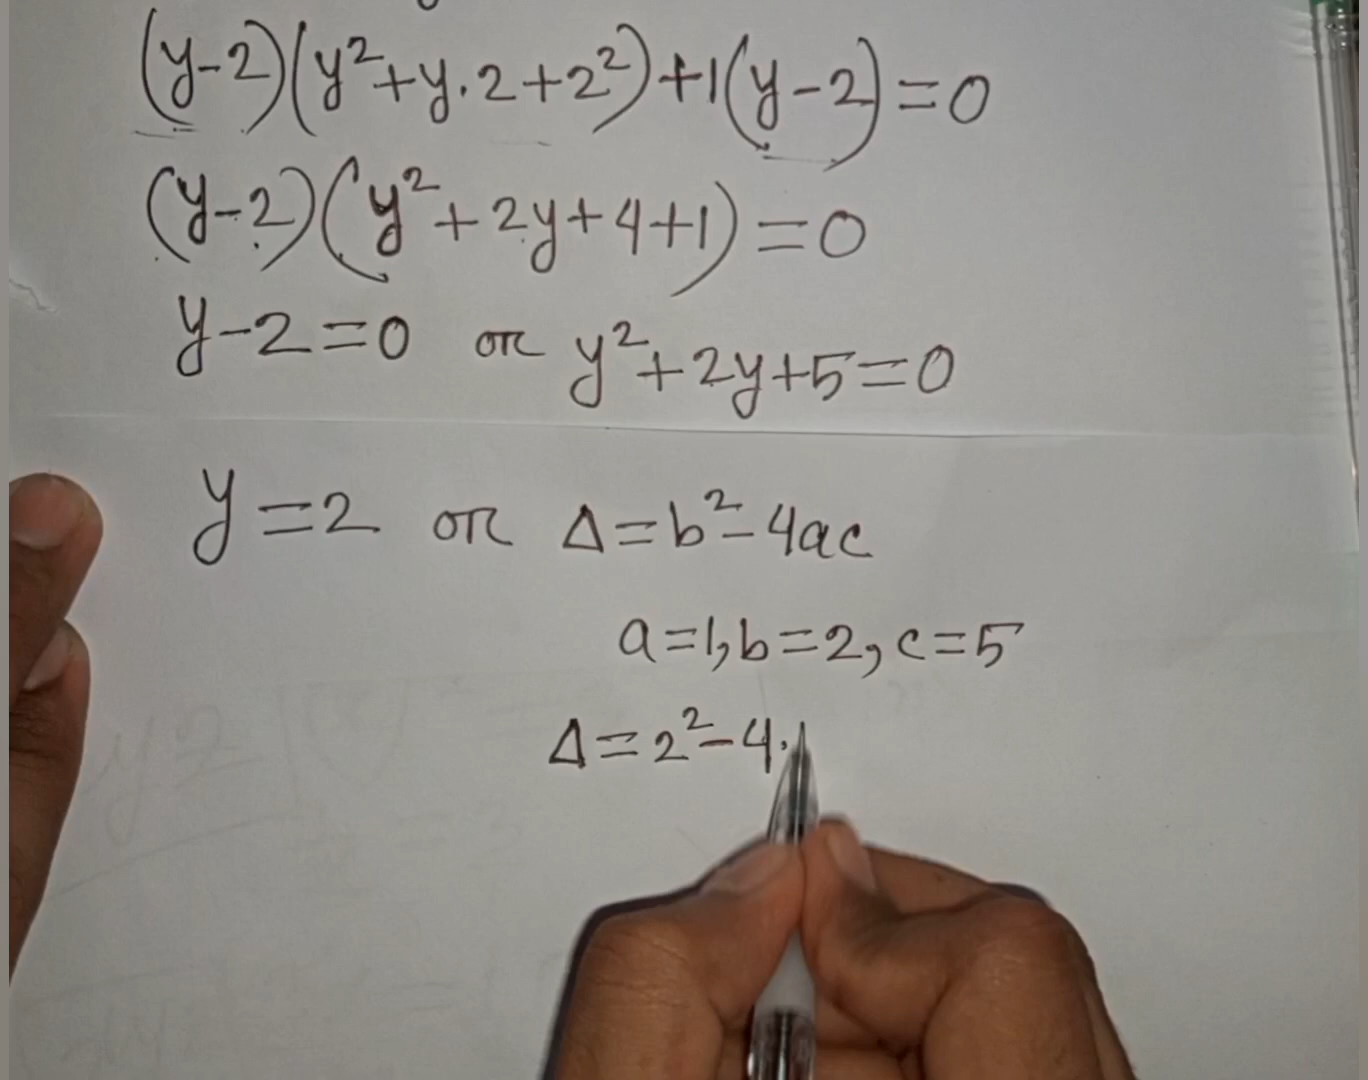 (y-2)(y²+y.2+2²)+1(y-2)=0
(y-2)(y²+2y+4+1)=0
y-2=0 or y²+2y+5=0
y=2 or Δ=b²-4ac
a=1,b=2,c=5
Δ=2²-4.